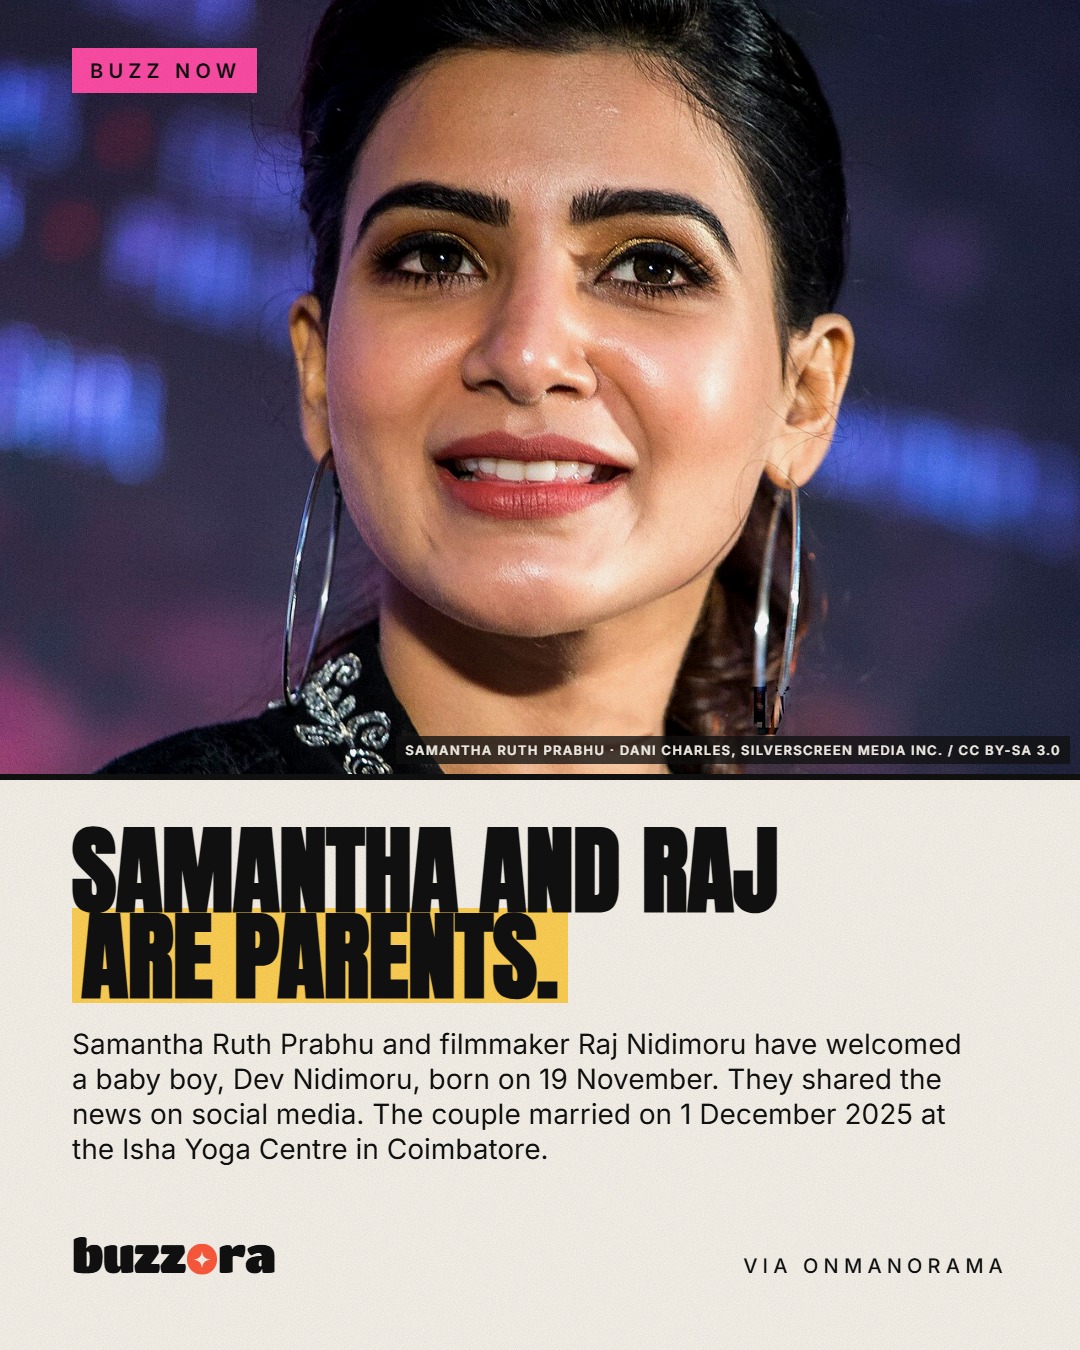 BUZZ NOW
SAMANTHA RUTH PRABHU · DANI CHARLES, SILVERSCREEN MEDIA INC. / CC BY-SA 3.0
SAMANTHA AND RAJ
ARE PARENTS.
Samantha Ruth Prabhu and filmmaker Raj Nidimoru have welcomed
a baby boy, Dev Nidimoru, born on 19 November. They shared the
news on social media. The couple married on 1 December 2025 at
the Isha Yoga Centre in Coimbatore.
buzzora
VIA ONMANORAMA